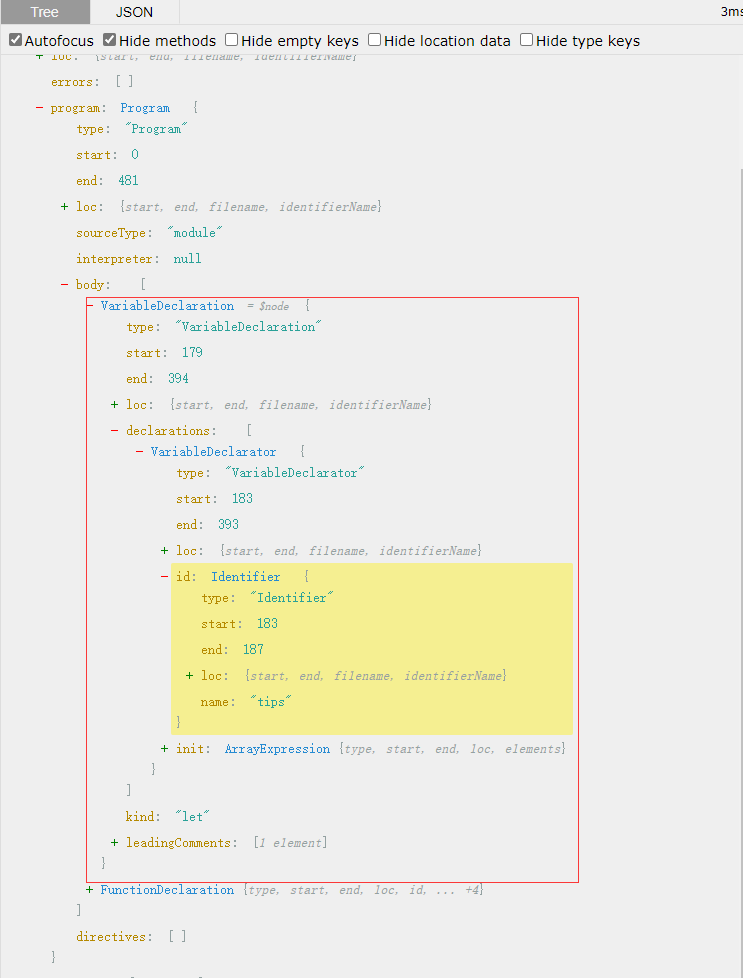 Tree JSON 3ms
Autofocus Hide methods Hide empty keys Hide location data Hide type keys
+ loc: {start, end, filename, identifierName}
errors: [ ]
- program: Program {
type: "Program"
start: 0
end: 481
+ loc: {start, end, filename, identifierName}
sourceType: "module"
interpreter: null
- body: [
- VariableDeclaration = $node {
type: "VariableDeclaration"
start: 179
end: 394
+ loc: {start, end, filename, identifierName}
- declarations: [
- VariableDeclarator {
type: "VariableDeclarator"
start: 183
end: 393
+ loc: {start, end, filename, identifierName}
- id: Identifier {
type: "Identifier"
start: 183
end: 187
+ loc: {start, end, filename, identifierName}
name: "tips"
}
+ init: ArrayExpression {type, start, end, loc, elements}
}
]
kind: "let"
+ leadingComments: [1 element]
}
+ FunctionDeclaration {type, start, end, loc, id, ... +4}
]
directives: [ ]
}